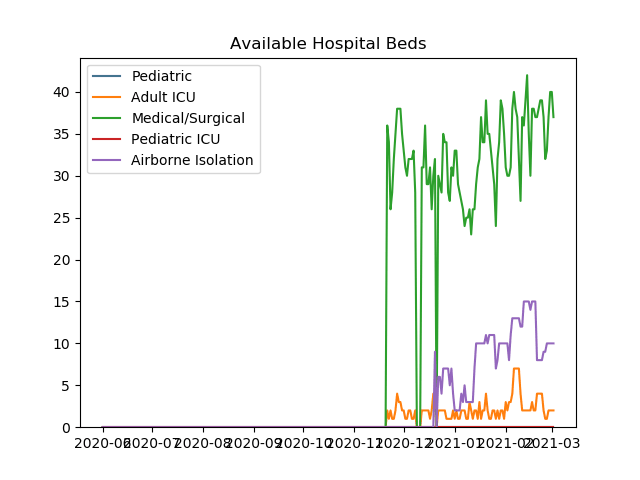 Available Hospital Beds
Pediatric
Adult ICU
Medical/Surgical
Pediatric ICU
Airborne Isolation
40
35
30
25
20
15
10
5
0
2020-06 2020-07 2020-08 2020-09 2020-10 2020-11 2020-12 2021-01 2021-02 2021-03